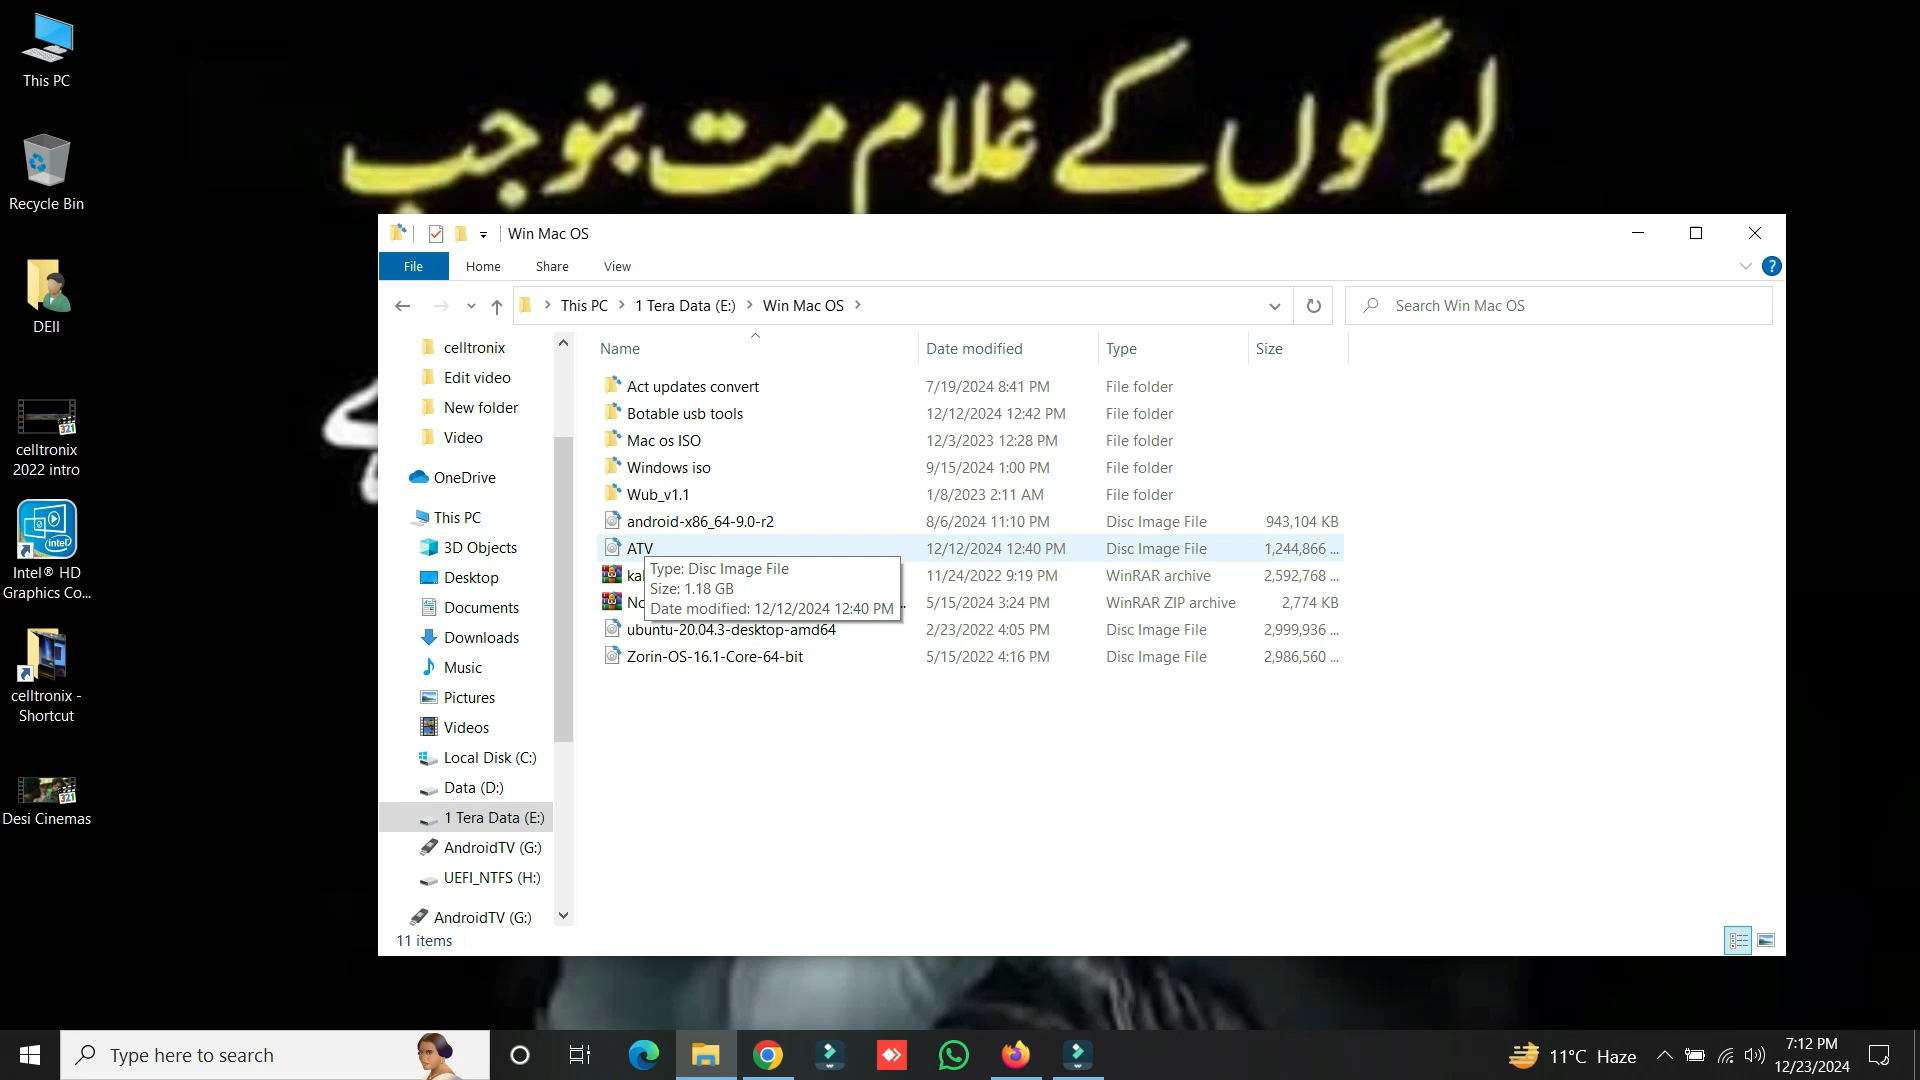 لوگوں کے غلام مت بنو جب
This PC
Recycle Bin
DEII
celltronix
2022 intro
Intel® HD
Graphics Co...
celltronix -
Shortcut
Desi Cinemas
Win Mac OS
File Home Share View
This PC > 1 Tera Data (E:) > Win Mac OS >
Search Win Mac OS
celltronix
Edit video
New folder
Video
OneDrive
This PC
3D Objects
Desktop
Documents
Downloads
Music
Pictures
Videos
Local Disk (C:)
Data (D:)
1 Tera Data (E:)
AndroidTV (G:)
UEFI_NTFS (H:)
AndroidTV (G:)
Name Date modified Type Size
Act updates convert 7/19/2024 8:41 PM File folder
Botable usb tools 12/12/2024 12:42 PM File folder
Mac os ISO 12/3/2023 12:28 PM File folder
Windows iso 9/15/2024 1:00 PM File folder
Wub_v1.1 1/8/2023 2:11 AM File folder
android-x86_64-9.0-r2 8/6/2024 11:10 PM Disc Image File 943,104 KB
ATV 12/12/2024 12:40 PM Disc Image File 1,244,866 ...
11/24/2022 9:19 PM WinRAR archive 2,592,768 ...
5/15/2024 3:24 PM WinRAR ZIP archive 2,774 KB
ubuntu-20.04.3-desktop-amd64 2/23/2022 4:05 PM Disc Image File 2,999,936 ...
Zorin-OS-16.1-Core-64-bit 5/15/2022 4:16 PM Disc Image File 2,986,560 ...
Type: Disc Image File
Size: 1.18 GB
Date modified: 12/12/2024 12:40 PM
11 items
Type here to search
11°C Haze
7:12 PM
12/23/2024